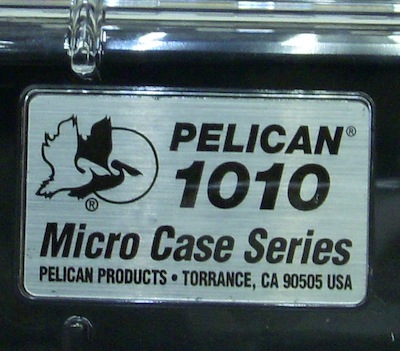 PELICAN®
1010
®
Micro Case Series
PELICAN PRODUCTS • TORRANCE, CA 90505 USA